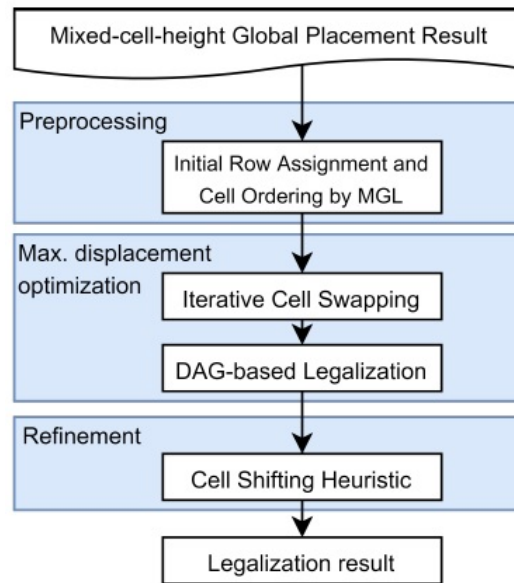 Mixed-cell-height Global Placement Result
Preprocessing
Initial Row Assignment and
Cell Ordering by MGL
Max. displacement
optimization
Iterative Cell Swapping
DAG-based Legalization
Refinement
Cell Shifting Heuristic
Legalization result